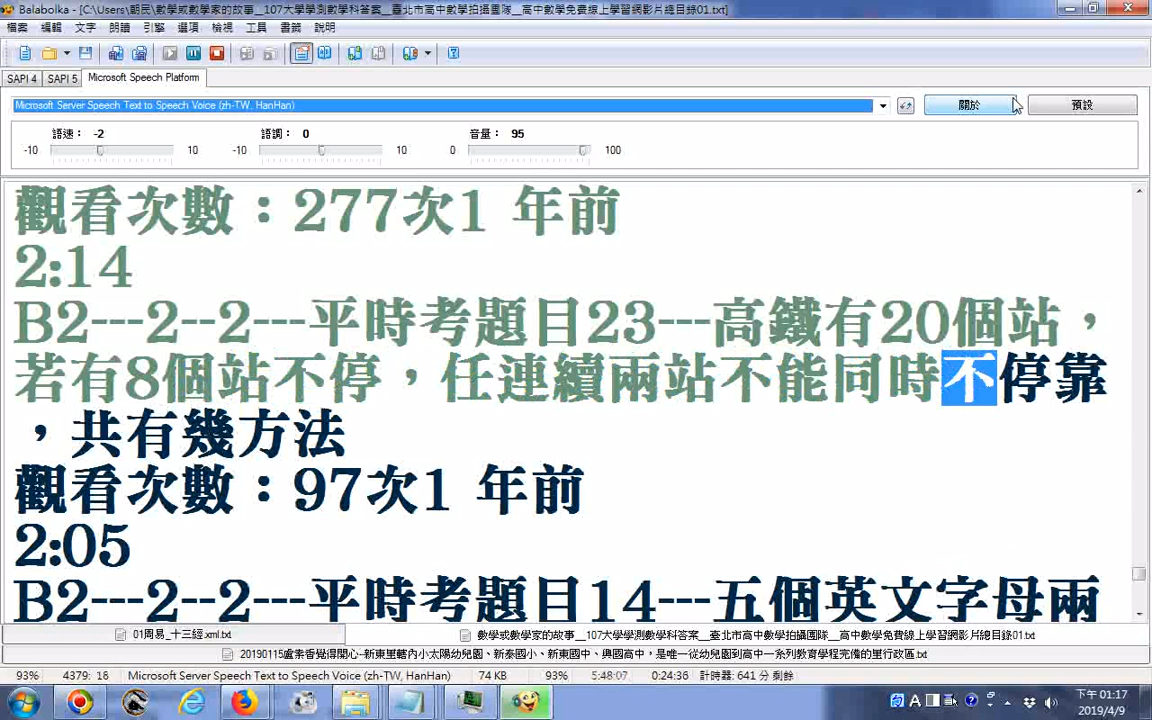 Balabolka - [C:\Users\朝民\數學或數學家的故事__107大學學測數學科答案__臺北市高中數學拍攝團隊__高中數學免費線上學習網影片總目錄01.txt]
檔案 編輯 文字 朗讀 引擎 選項 檢視 工具 書籤 說明
SAPI 4 SAPI 5 Microsoft Speech Platform
Microsoft Server Speech Text to Speech Voice (zh-TW, HanHan) 關於 預設
語速： -2 語調： 0 音量： 95
-10 10 -10 10 0 100
觀看次數：277次1 年前
2:14
B2---2--2---平時考題目23---高鐵有20個站，
若有8個站不停，任連續兩站不能同時不停靠
，共有幾方法
觀看次數：97次1 年前
2:05
B2---2--2---平時考題目14---五個英文字母兩
01周易_十三經.xml.txt 數學或數學家的故事__107大學學測數學科答案__臺北市高中數學拍攝團隊__高中數學免費線上學習網影片總目錄01.txt
20190115盧素香覺得開心-新東里轄內小太陽幼兒園、新泰國小、新東國中、興國高中，是唯一從幼兒園到高中一系列教育學程完備的里行政區.txt
93% 4379: 18 Microsoft Server Speech Text to Speech Voice (zh-TW, HanHan) 74 KB 93% 5:48:07 0:24:36 計時器: 641 分 剩餘
下午 01:17
2019/4/9